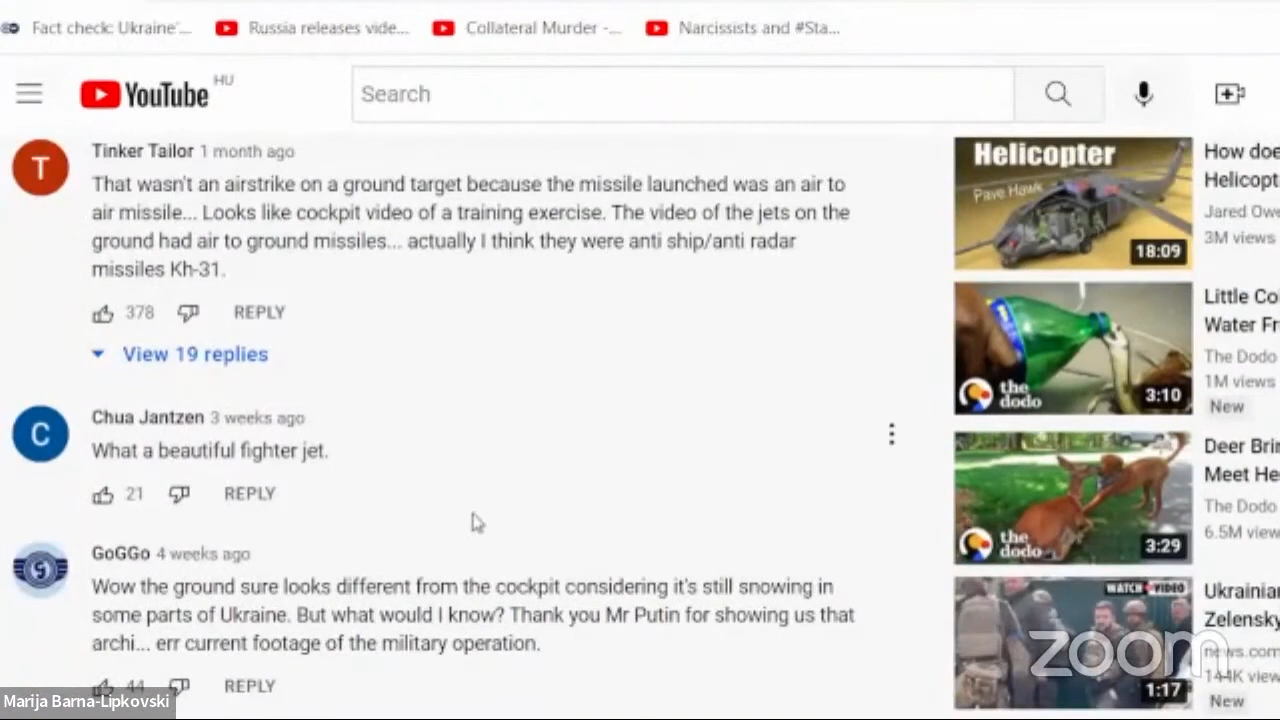 Fact check: Ukraine'...
Russia releases vide...
Collateral Murder -...
Narcissists and #Sta...
YouTube HU
Search
Tinker Tailor 1 month ago
That wasn't an airstrike on a ground target because the missile launched was an air to
air missile... Looks like cockpit video of a training exercise. The video of the jets on the
ground had air to ground missiles... actually I think they were anti ship/anti radar
missiles Kh-31.
378 REPLY
View 19 replies
Chua Jantzen 3 weeks ago
What a beautiful fighter jet.
21 REPLY
GoGGo 4 weeks ago
Wow the ground sure looks different from the cockpit considering it's still snowing in
some parts of Ukraine. But what would I know? Thank you Mr Putin for showing us that
archi... err current footage of the military operation.
44 REPLY
Helicopter
Pave Hawk
18:09
How doe
Helicopt
Jared Ow
3M views
the
dodo
3:10
Little Co
Water Fr
The Dodo
1M views
New
the
dodo
3:29
Deer Brin
Meet He
The Dodo
6.5M view
WATCH VIDEO
1:17
Ukrainian
Zelensky
news.com
144K view
New
zoom
Marija Barna-Lipkovski
T
C